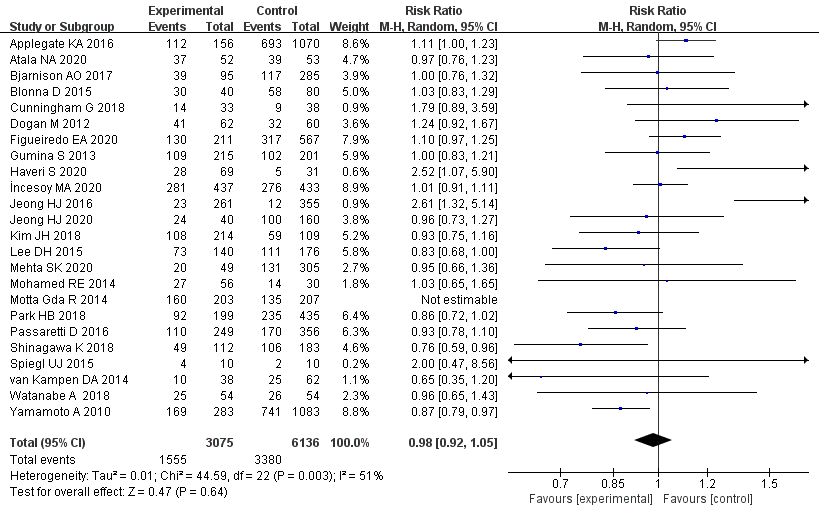 Experimental Control Risk Ratio Risk Ratio
Study or Subgroup Events Total Events Total Weight M-H, Random, 95% CI M-H, Random, 95% CI
Applegate KA 2016 112 156 693 1070 8.6% 1.11 [1.00, 1.23]
Atala NA 2020 37 52 39 53 4.7% 0.97 [0.76, 1.23]
Bjarnison AO 2017 39 95 117 285 3.9% 1.00 [0.76, 1.32]
Blonna D 2015 30 40 58 80 5.0% 1.03 [0.83, 1.29]
Cunningham G 2018 14 33 9 38 0.9% 1.79 [0.89, 3.59]
Dogan M 2012 41 62 32 60 3.5% 1.24 [0.92, 1.67]
Figueiredo EA 2020 130 211 317 567 7.7% 1.10 [0.97, 1.25]
Gumina S 2013 109 215 102 201 6.0% 1.00 [0.83, 1.21]
Haveri S 2020 28 69 5 31 0.6% 2.52 [1.07, 5.90]
İncesoy MA 2020 281 437 276 433 8.8% 1.01 [0.91, 1.11]
Jeong HJ 2016 23 261 12 355 1.0% 2.61 [1.32, 5.14]
Jeong HJ 2020 24 40 100 160 3.8% 0.96 [0.73, 1.27]
Kim JH 2018 108 214 59 109 5.2% 0.93 [0.75, 1.16]
Lee DH 2015 73 140 111 176 5.8% 0.83 [0.68, 1.00]
Mehta SK 2020 20 49 131 305 2.7% 0.95 [0.66, 1.36]
Mohamed RE 2014 27 56 14 30 1.8% 1.03 [0.65, 1.65]
Motta Gda R 2014 160 203 135 207 Not estimable
Park HB 2018 92 199 235 435 6.4% 0.86 [0.72, 1.02]
Passaretti D 2016 110 249 170 356 6.4% 0.93 [0.78, 1.10]
Shinagawa K 2018 49 112 106 183 4.6% 0.76 [0.59, 0.96]
Spiegl UJ 2015 4 10 2 10 0.2% 2.00 [0.47, 8.56]
van Kampen DA 2014 10 38 25 62 1.1% 0.65 [0.35, 1.20]
Watanabe A 2018 25 54 26 54 2.4% 0.96 [0.65, 1.43]
Yamamoto A 2010 169 283 741 1083 8.8% 0.87 [0.79, 0.97]
Total (95% CI) 3075 6136 100.0% 0.98 [0.92, 1.05]
Total events 1555 3380
Heterogeneity: Tau² = 0.01; Chi² = 44.59, df = 22 (P = 0.003); I² = 51%
Test for overall effect: Z = 0.47 (P = 0.64)
0.7 0.85 1 1.2 1.5
Favours [experimental] Favours [control]